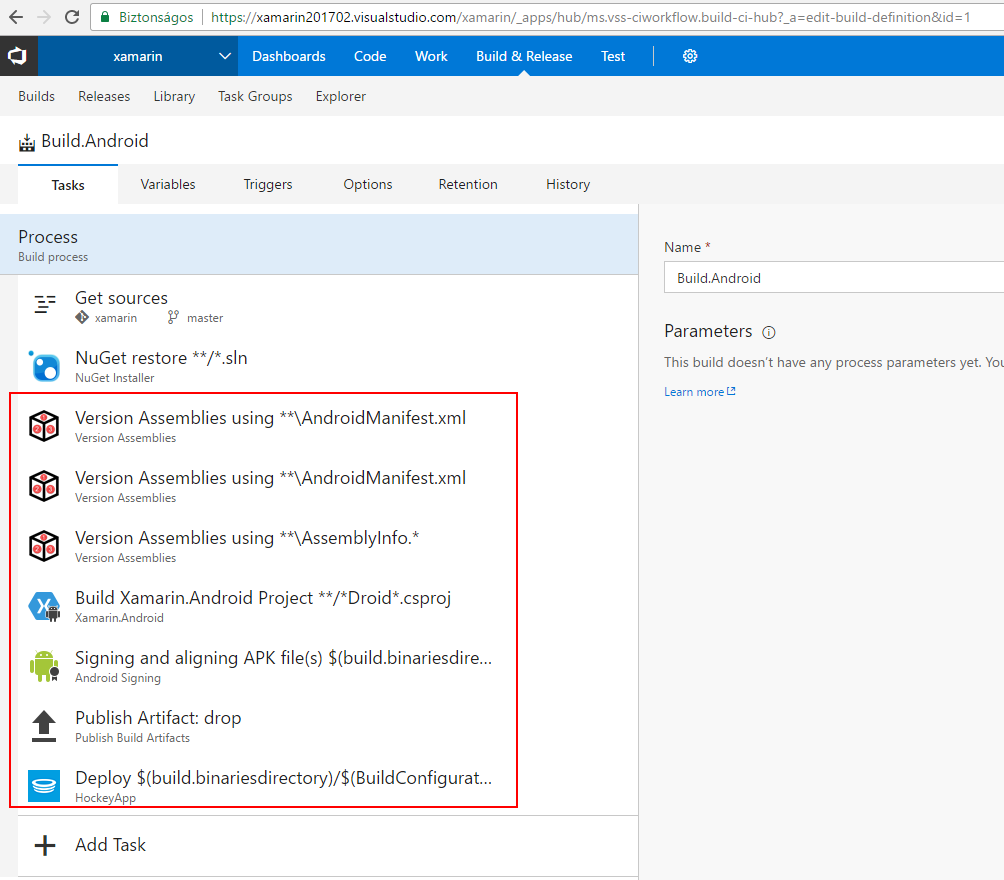 Biztonságos https://xamarin201702.visualstudio.com/xamarin/_apps/hub/ms.vss-ciworkflow.build-ci-hub?_a=edit-build-definition&id=1
xamarin Dashboards Code Work Build & Release Test
Builds Releases Library Task Groups Explorer
Build.Android
Tasks Variables Triggers Options Retention History
Process
Build process
Get sources
xamarin master
NuGet restore **/*.sln
NuGet Installer
Version Assemblies using **\AndroidManifest.xml
Version Assemblies
Version Assemblies using **\AndroidManifest.xml
Version Assemblies
Version Assemblies using **\AssemblyInfo.*
Version Assemblies
Build Xamarin.Android Project **/*Droid*.csproj
Xamarin.Android
Signing and aligning APK file(s) $(build.binariesdire...
Android Signing
Publish Artifact: drop
Publish Build Artifacts
Deploy $(build.binariesdirectory)/$(BuildConfigurat...
HockeyApp
Add Task
Name *
Build.Android
Parameters
This build doesn't have any process parameters yet. You
Learn more